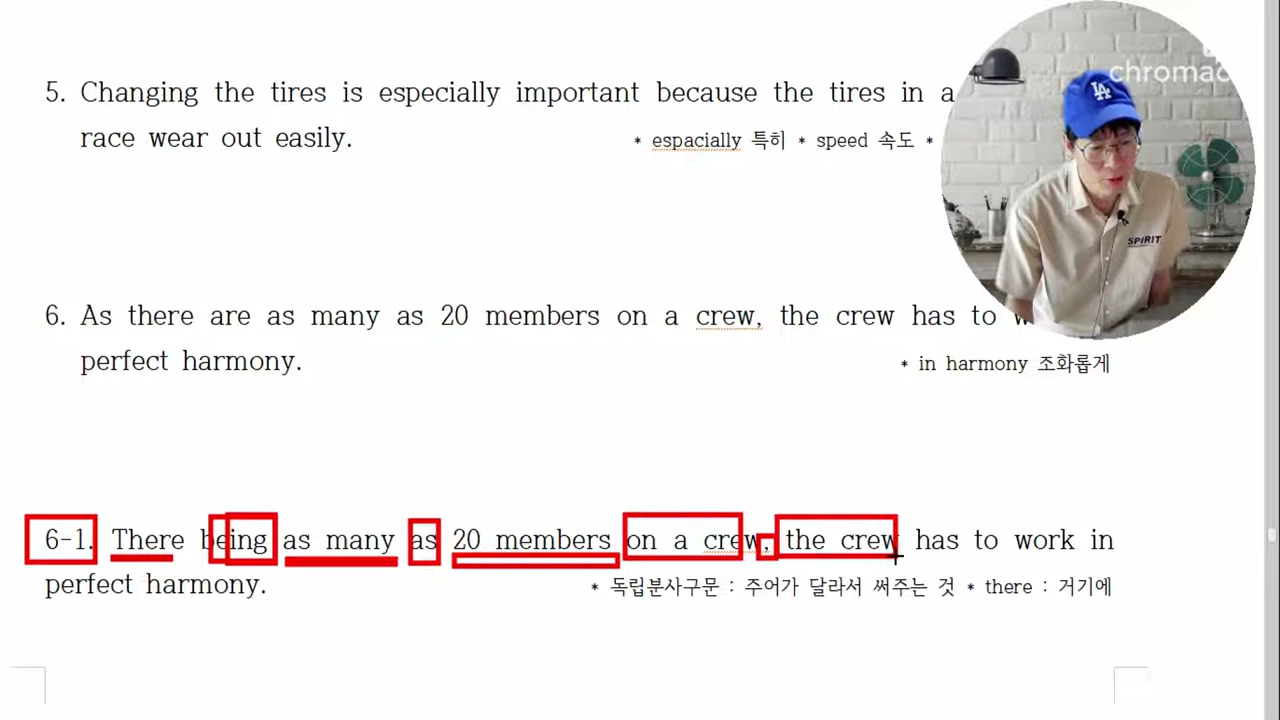 5. Changing the tires is especially important because the tires in a
race wear out easily.
* espacially 특히 * speed 속도 *
chromac
LA
SPIRIT
6. As there are as many as 20 members on a crew, the crew has to
perfect harmony.
* in harmony 조화롭게
6-1. There being as many as 20 members on a crew, the crew has to work in
perfect harmony.
* 독립분사구문 : 주어가 달라서 써주는 것 * there : 거기에